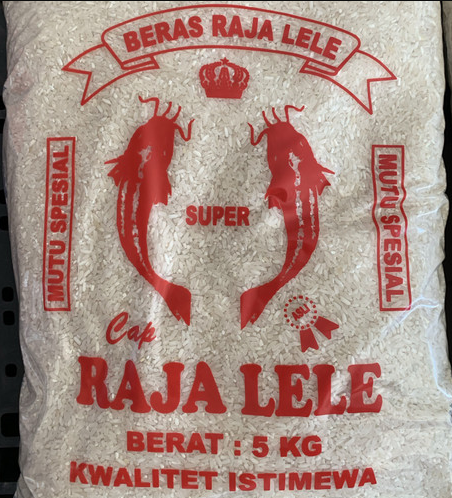 BERAS RAJA LELE
MUTU SPESIAL
SUPER
MUTU SPESIAL
Cap
RAJA LELE
BERAT : 5 KG
KWALITET ISTIMEWA